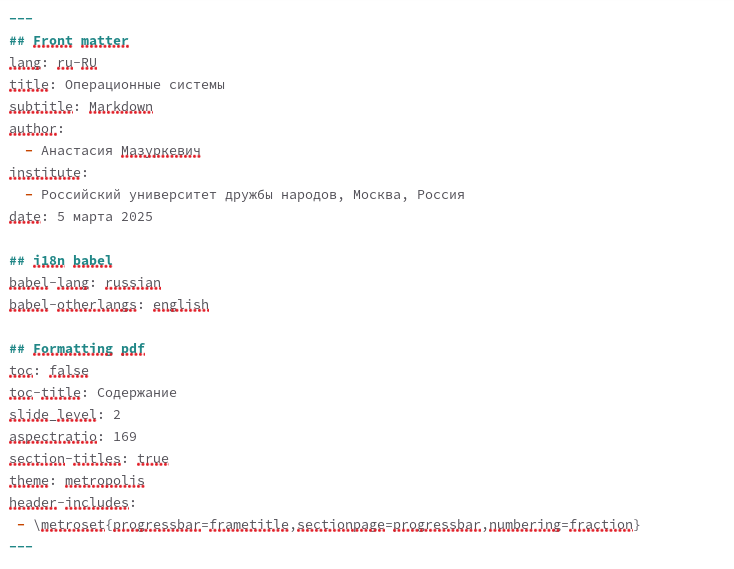 ---
## Front matter
lang: ru-RU
title: Операционные системы
subtitle: Markdown
author:
  - Анастасия Мазуркевич
institute:
  - Российский университет дружбы народов, Москва, Россия
date: 5 марта 2025

## i18n babel
babel-lang: russian
babel-otherlangs: english

## Formatting pdf
toc: false
toc-title: Содержание
slide_level: 2
aspectratio: 169
section-titles: true
theme: metropolis
header-includes:
 - \metroset{progressbar=frametitle,sectionpage=progressbar,numbering=fraction}
---